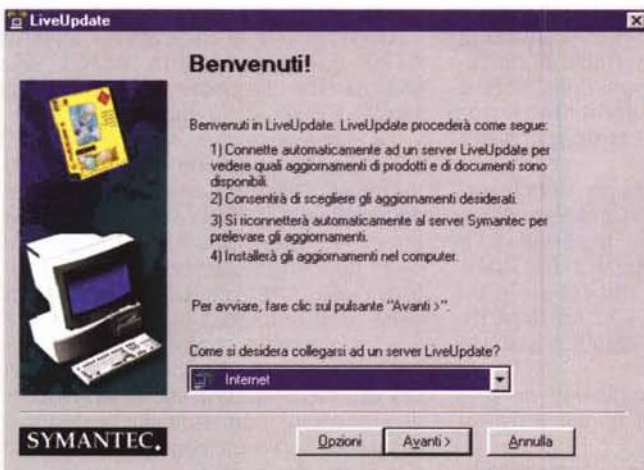 LiveUpdate
Benvenuti!
Benvenuti in LiveUpdate. LiveUpdate procederà come segue:
1) Connette automaticamente ad un server LiveUpdate per
vedere quali aggiornamenti di prodotti e di documenti sono
disponibili.
2) Consentirà di scegliere gli aggiornamenti desiderati.
3) Si riconnetterà automaticamente al server Symantec per
prelevare gli aggiornamenti.
4) Installerà gli aggiornamenti nel computer.
Per avviare, fare clic sul pulsante "Avanti >".
Come si desidera collegarsi ad un server LiveUpdate?
Internet
SYMANTEC.
Opzioni
Avanti >
Annulla